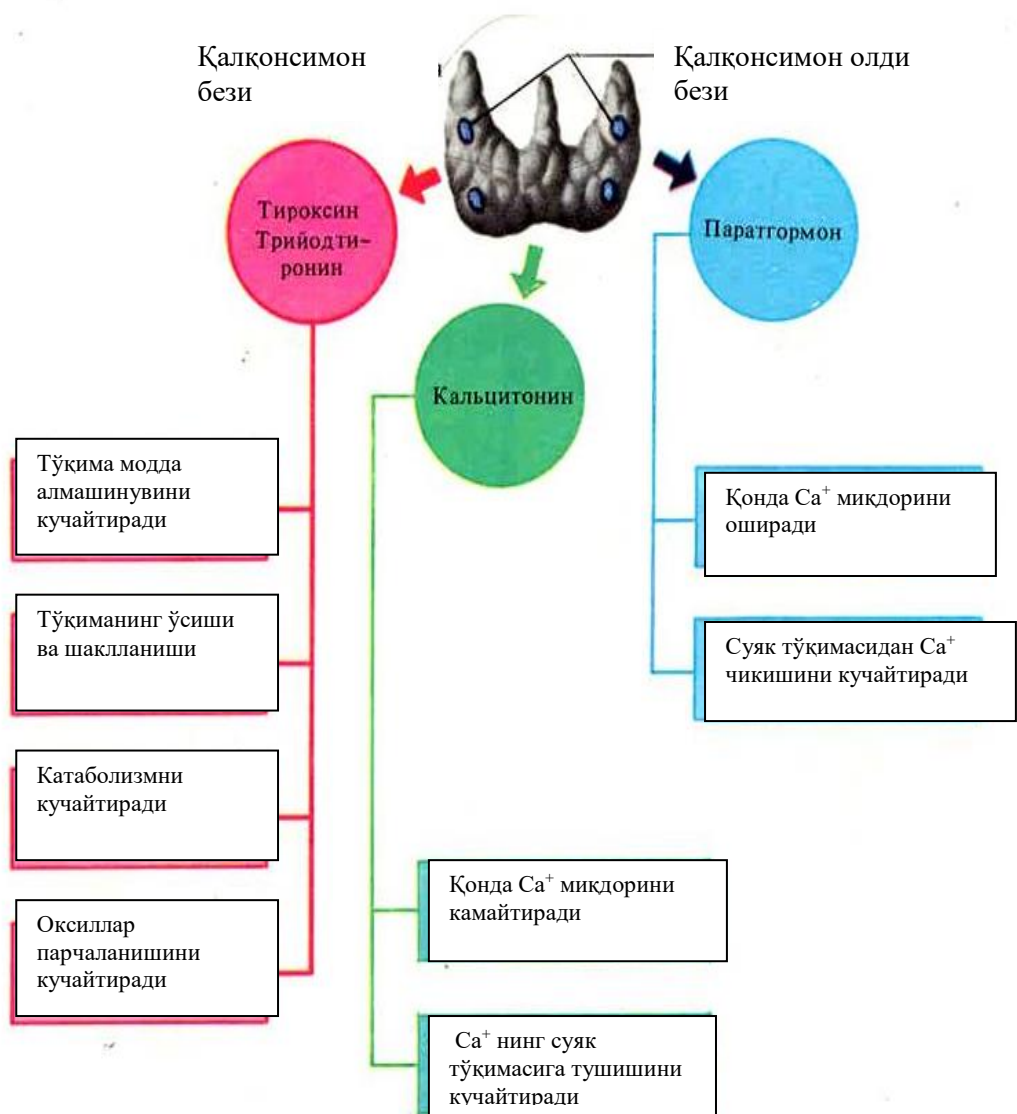 Қалқонсимон
бези
Қалқонсимон олди
бези
Тироксин
Трийодти-
ронин
Паратгормон
Кальцитонин
Тўқима модда
алмашинувини
кучайтиради
Тўқиманинг ўсиши
ва шаклланиши
Катаболизмни
кучайтиради
Оксиллар
парчаланишини
кучайтиради
Қонда Ca⁺ миқдорини
оширади
Суяк тўқимасидан Ca⁺
чикишини кучайтиради
Қонда Ca⁺ миқдорини
камайтиради
Ca⁺ нинг суяк
тўқимасига тушишини
кучайтиради